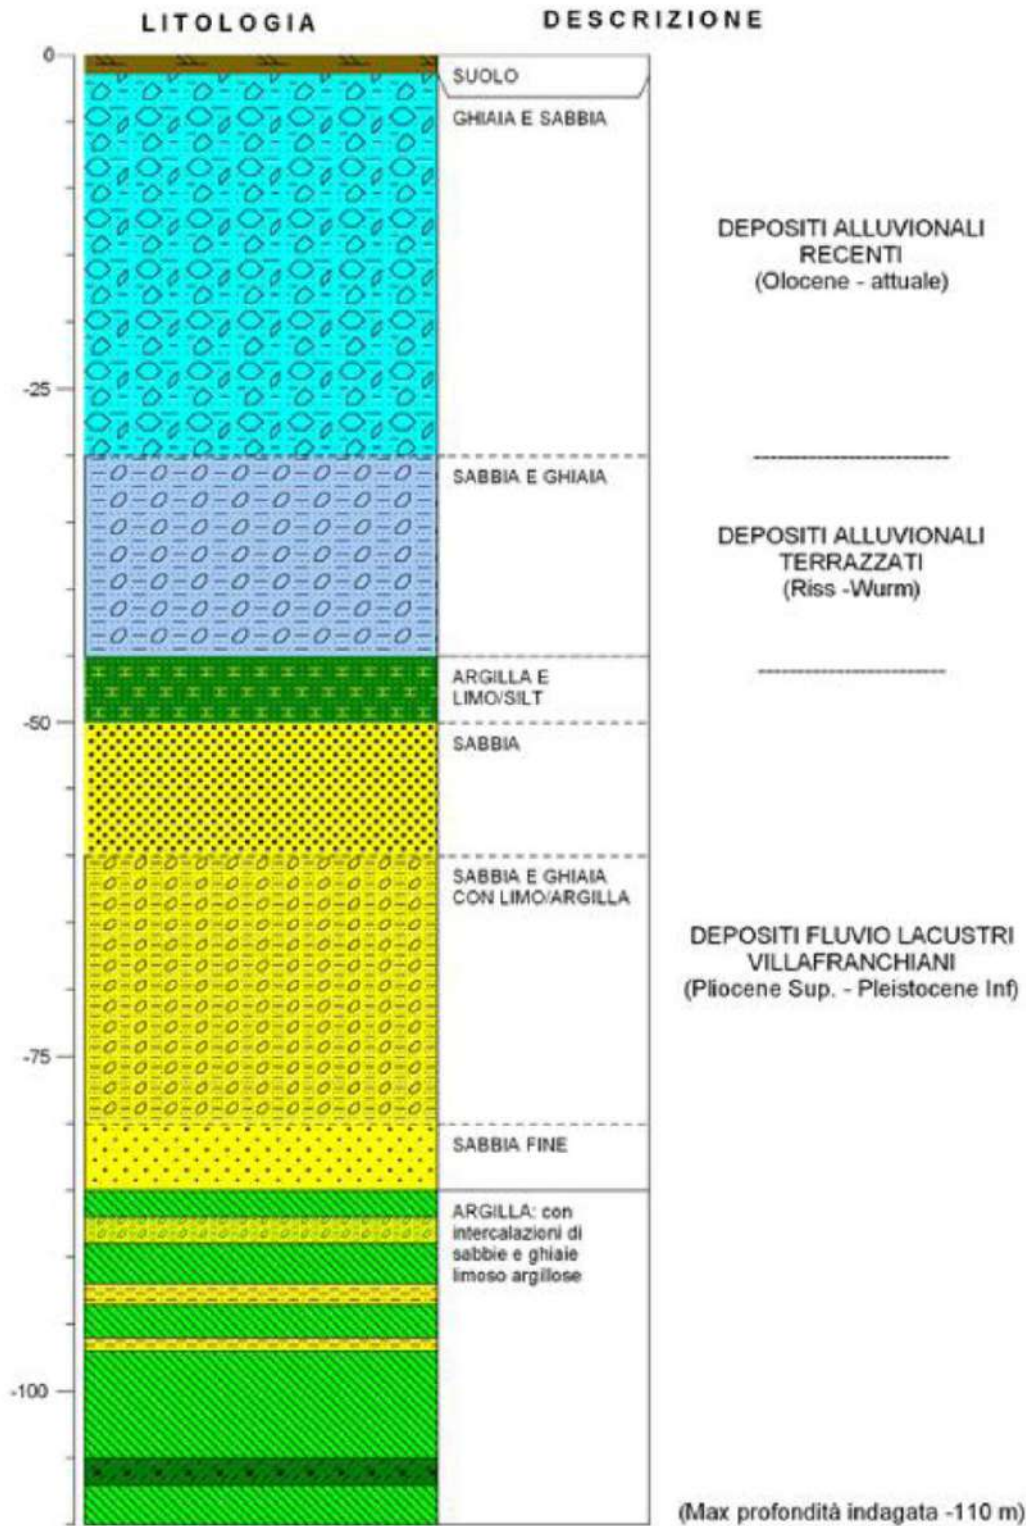 LITOLOGIA
DESCRIZIONE
0
SUOLO
GHIAIA E SABBIA
DEPOSITI ALLUVIONALI
RECENTI
(Olocene - attuale)
-25
SABBIA E GHIAIA
DEPOSITI ALLUVIONALI
TERRAZZATI
(Riss -Wurm)
ARGILLA E
LIMO/SILT
-50
SABBIA
SABBIA E GHIAIA
CON LIMO/ARGILLA
DEPOSITI FLUVIO LACUSTRI
VILLAFRANCHIANI
(Pliocene Sup. - Pleistocene Inf)
-75
SABBIA FINE
ARGILLA: con
intercalazioni di
sabbie e ghiaie
limoso argillose
-100
(Max profondità indagata -110 m)